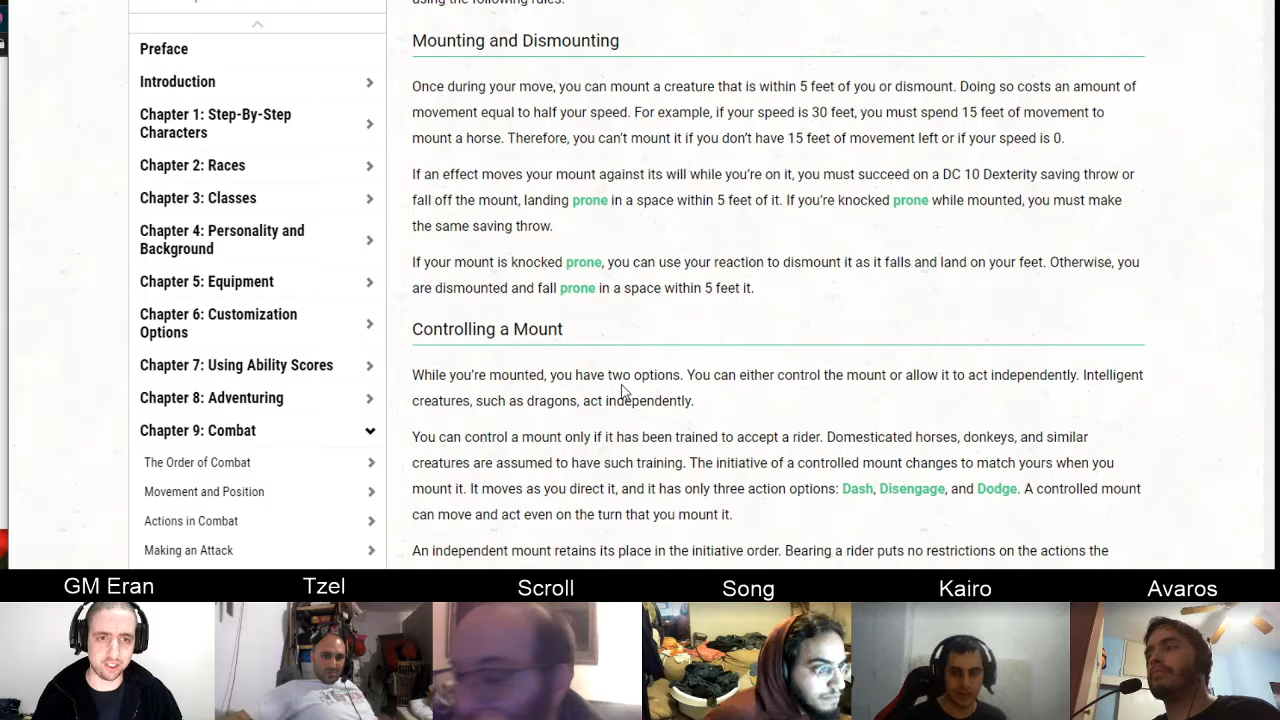 using the following rules.
Preface
Introduction
Chapter 1: Step-By-Step
Characters
Chapter 2: Races
Chapter 3: Classes
Chapter 4: Personality and
Background
Chapter 5: Equipment
Chapter 6: Customization
Options
Chapter 7: Using Ability Scores
Chapter 8: Adventuring
Chapter 9: Combat
The Order of Combat
Movement and Position
Actions in Combat
Making an Attack
Mounting and Dismounting
Once during your move, you can mount a creature that is within 5 feet of you or dismount. Doing so costs an amount of
movement equal to half your speed. For example, if your speed is 30 feet, you must spend 15 feet of movement to
mount a horse. Therefore, you can't mount it if you don't have 15 feet of movement left or if your speed is 0.
If an effect moves your mount against its will while you're on it, you must succeed on a DC 10 Dexterity saving throw or
fall off the mount, landing prone in a space within 5 feet of it. If you're knocked prone while mounted, you must make
the same saving throw.
If your mount is knocked prone, you can use your reaction to dismount it as it falls and land on your feet. Otherwise, you
are dismounted and fall prone in a space within 5 feet it.
Controlling a Mount
While you're mounted, you have two options. You can either control the mount or allow it to act independently. Intelligent
creatures, such as dragons, act independently.
You can control a mount only if it has been trained to accept a rider. Domesticated horses, donkeys, and similar
creatures are assumed to have such training. The initiative of a controlled mount changes to match yours when you
mount it. It moves as you direct it, and it has only three action options: Dash, Disengage, and Dodge. A controlled mount
can move and act even on the turn that you mount it.
An independent mount retains its place in the initiative order. Bearing a rider puts no restrictions on the actions the
GM Eran
Tzel
Scroll
Song
Kairo
Avaros